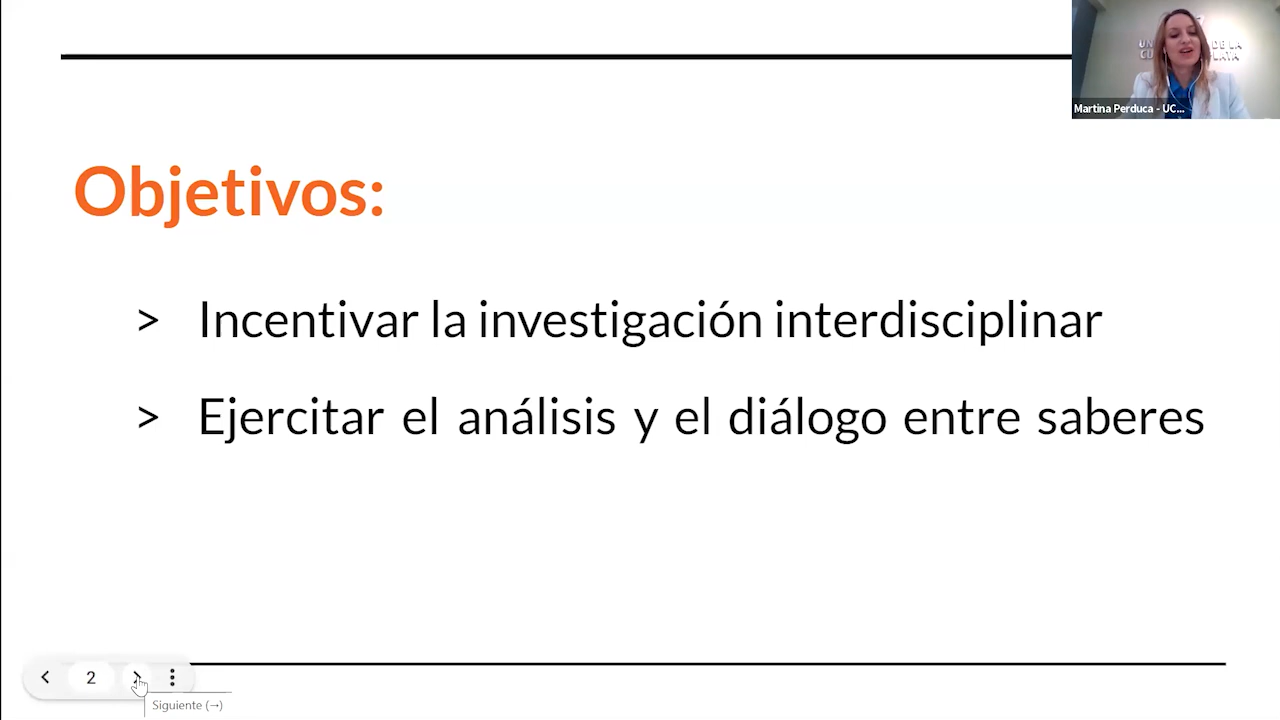 Martina Perduca - UC...
Objetivos:
> Incentivar la investigación interdisciplinar
> Ejercitar el análisis y el diálogo entre saberes
2
Siguiente (→)